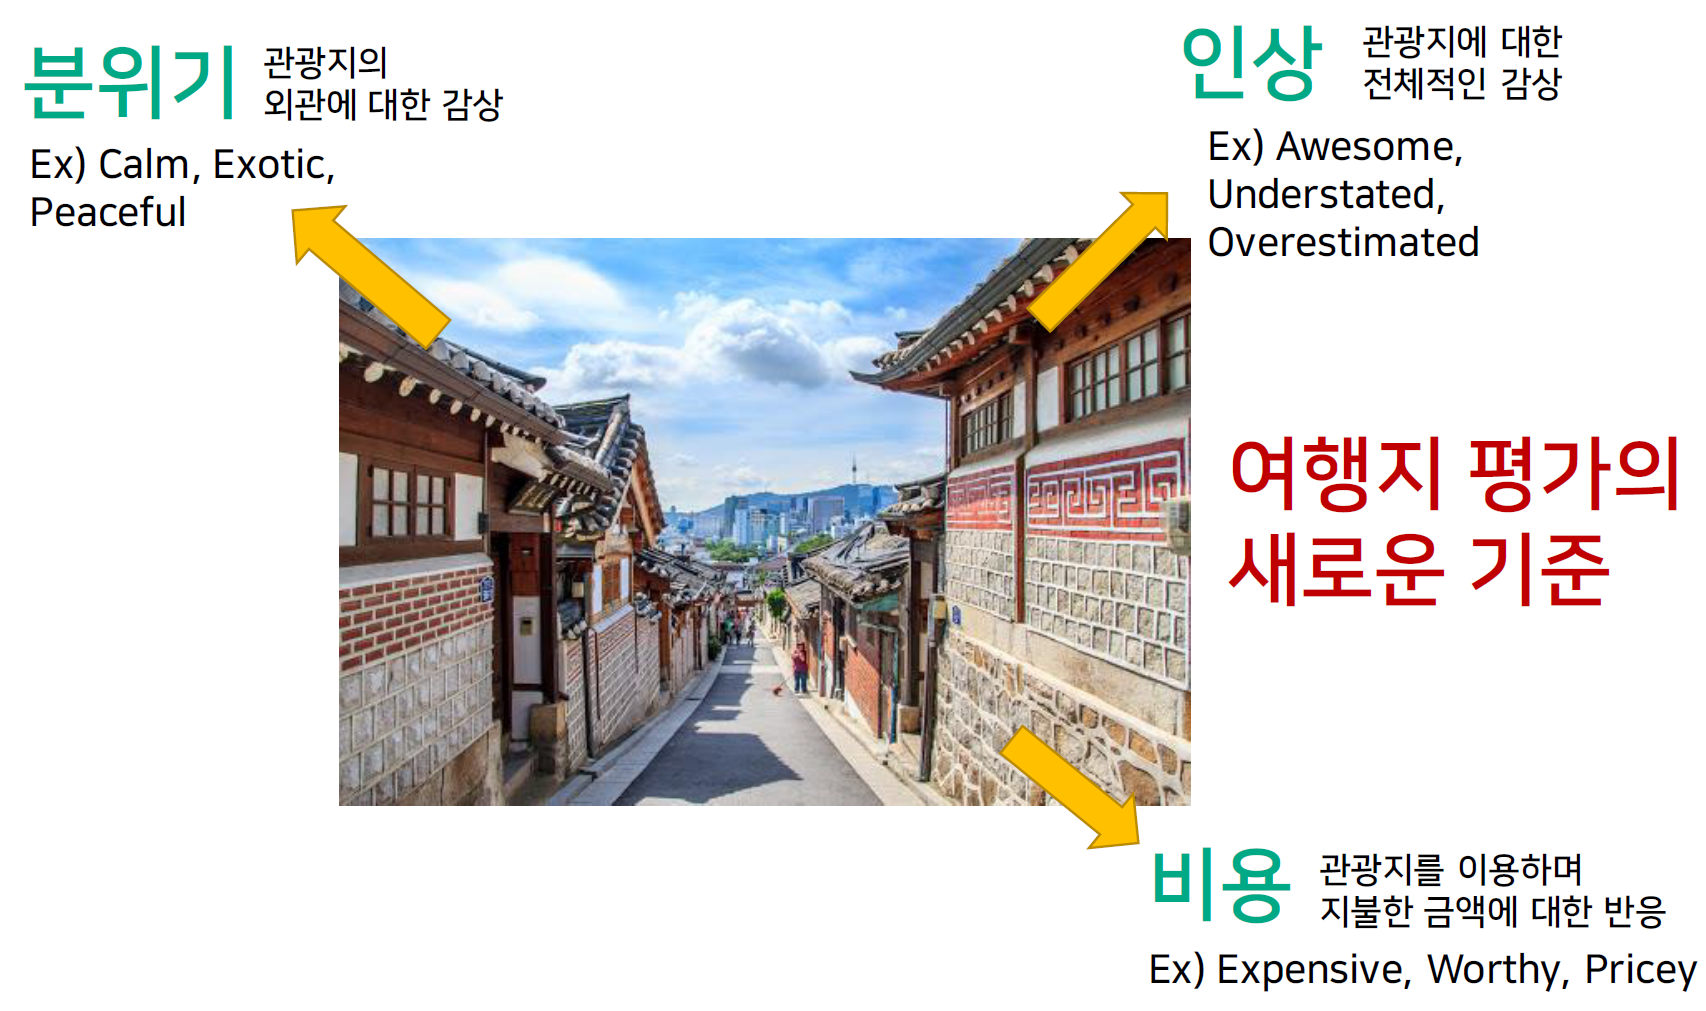 분위기
관광지의
외관에 대한 감상
Ex) Calm, Exotic,
Peaceful
인상
관광지에 대한
전체적인 감상
Ex) Awesome,
Understated,
Overestimated
여행지 평가의
새로운 기준
비용
관광지를 이용하며
지불한 금액에 대한 반응
Ex) Expensive, Worthy, Pricey